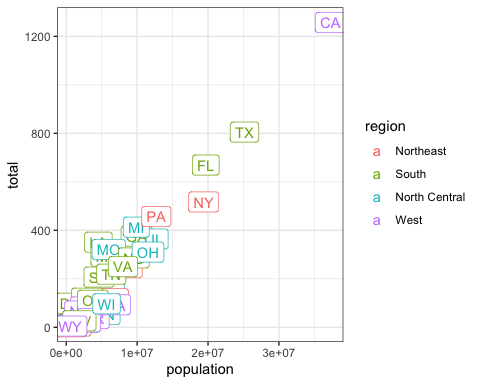 CA
1200
TX
800
FL
NY
PA
MI
400
MO
OH
VA
WI
WY
0
0e+00 1e+07 2e+07 3e+07
population
total
region
a Northeast
a South
a North Central
a West